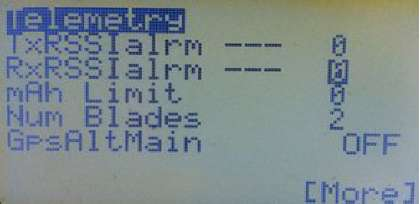 Telemetry
TxRSSIalrm --- 0
RxRSSIalrm --- 0
mAh Limit 0
Num Blades 2
GpsAltMain OFF
[More]